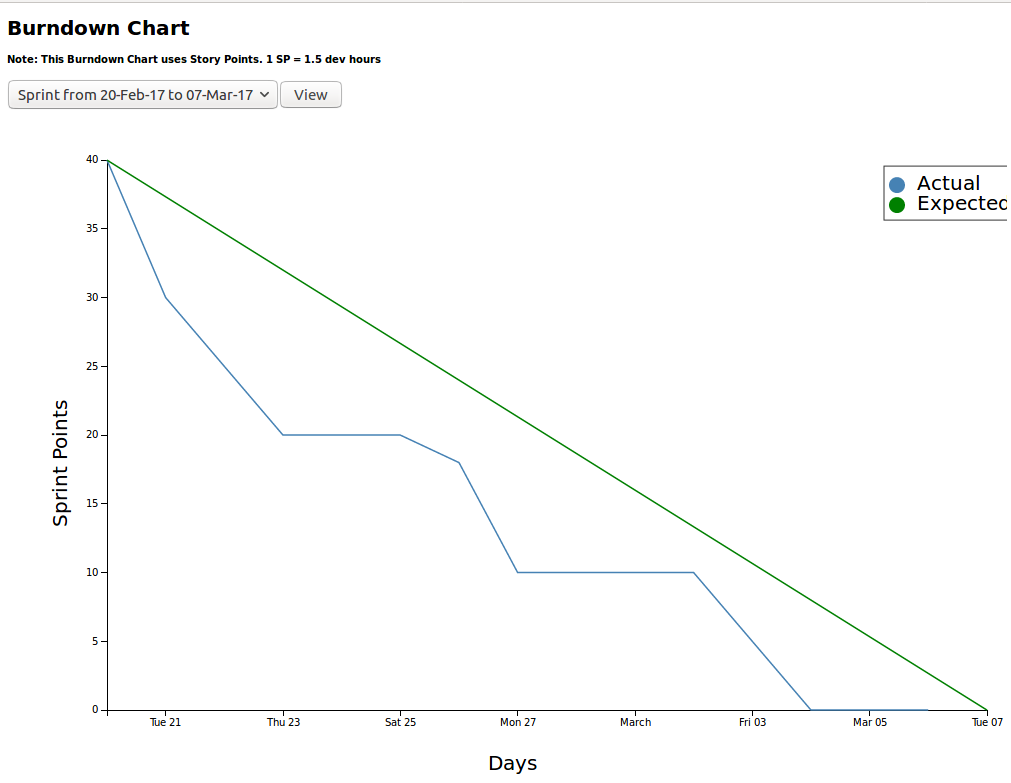 Burndown Chart
Note: This Burndown Chart uses Story Points. 1 SP = 1.5 dev hours
Sprint from 20-Feb-17 to 07-Mar-17 View
40
35
30
25
20
15
10
5
0
Sprint Points
Actual
Expected
Tue 21 Thu 23 Sat 25 Mon 27 March Fri 03 Mar 05 Tue 07
Days